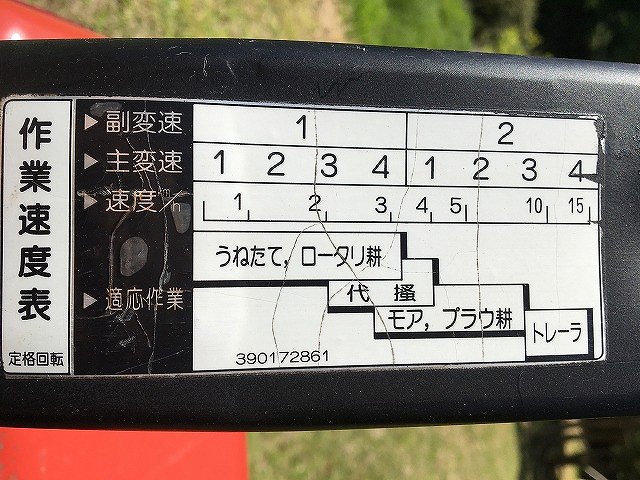 作業速度表
定格回転
▶副変速 1 2
▶主変速 1 2 3 4 1 2 3 4
▶速度㎞/h 1 2 3 4 5 10 15
▶適応作業
うねたて，ロータリ耕
代掻
モア，プラウ耕
トレーラ
390172861